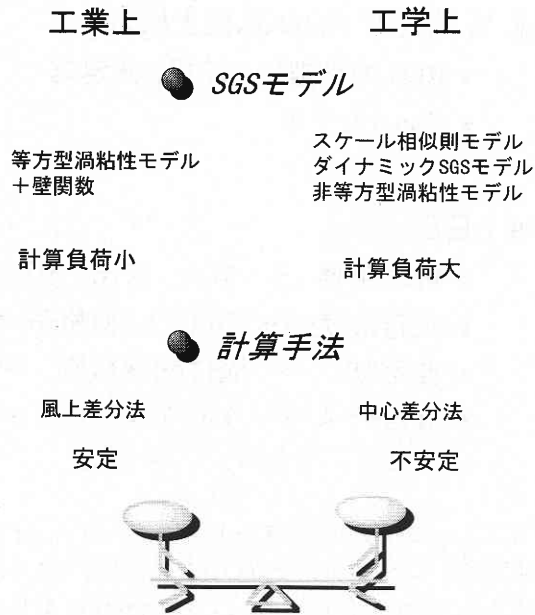 工業上
工学上
SGSモデル
等方型渦粘性モデル
+壁関数
スケール相似則モデル
ダイナミックSGSモデル
非等方型渦粘性モデル
計算負荷小
計算負荷大
計算手法
風上差分法
中心差分法
安定
不安定